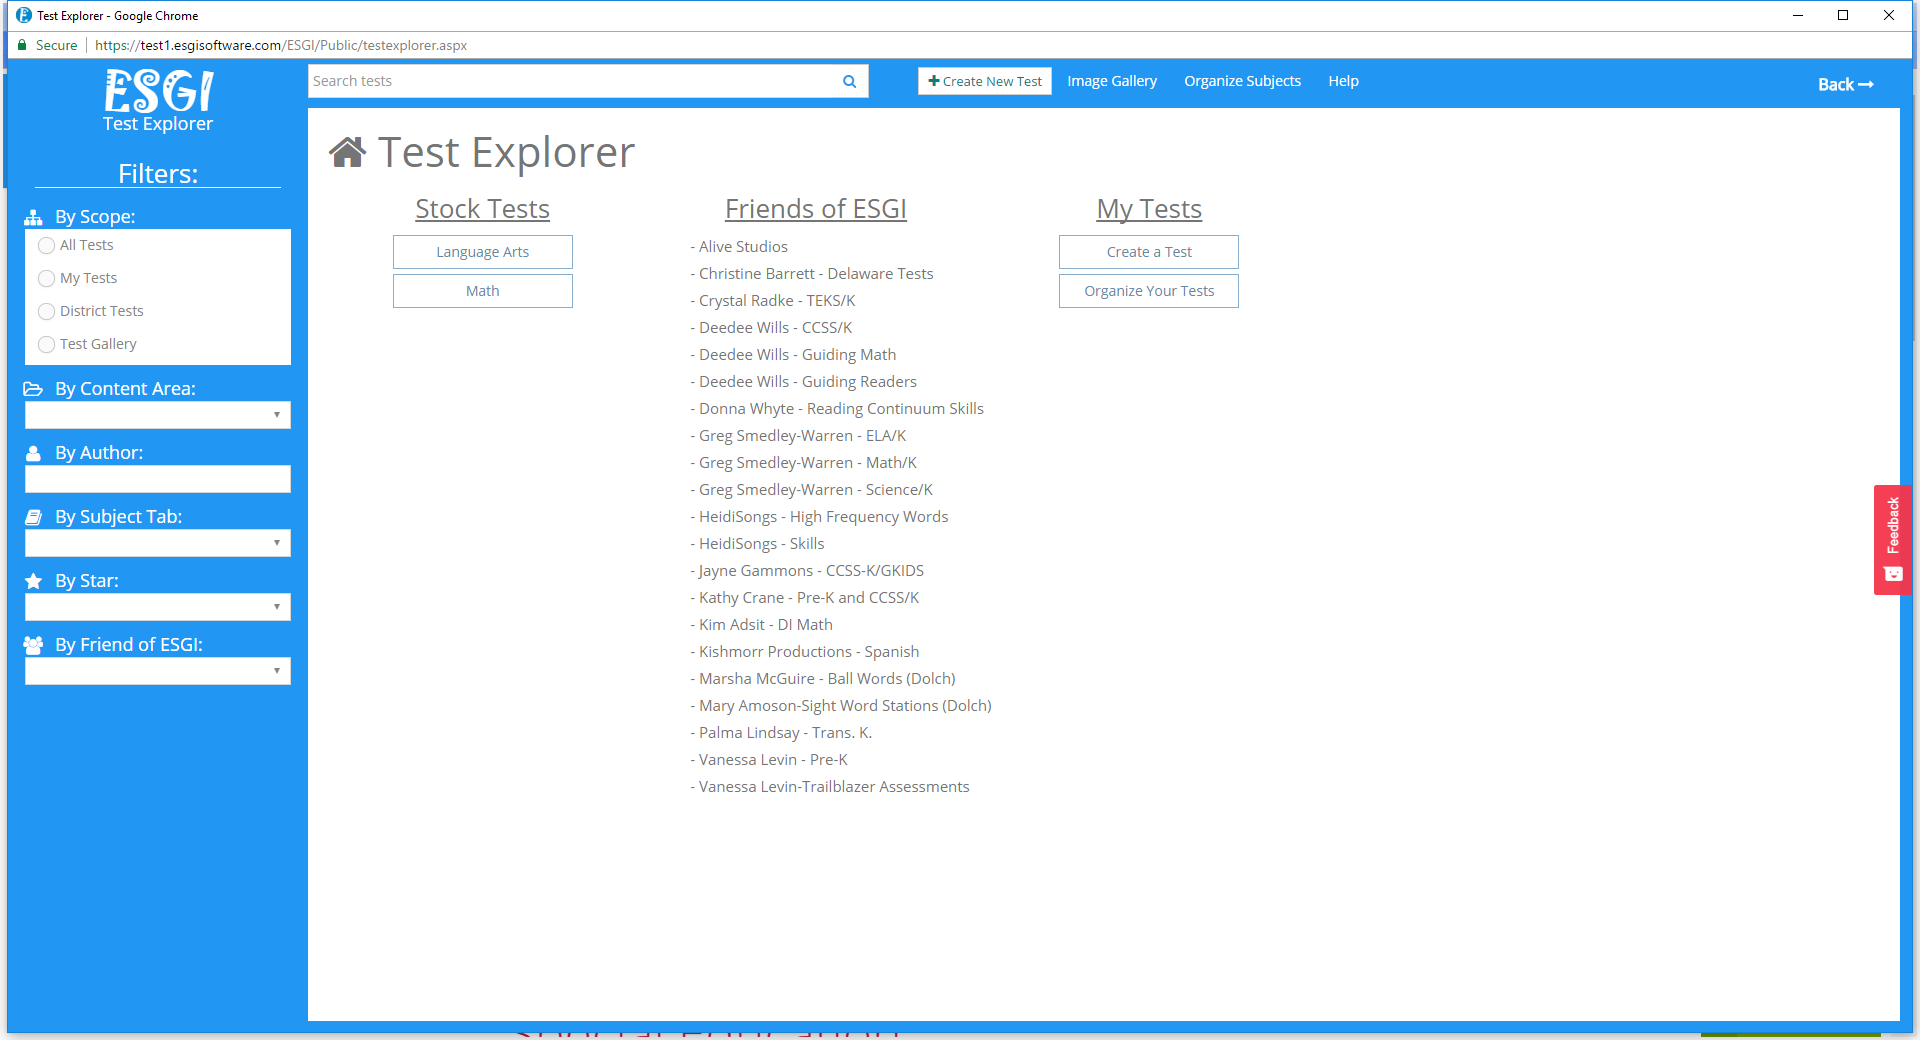 Test Explorer - Google Chrome
Secure | https://test1.esgisoftware.com/ESGI/Public/testexplorer.aspx
ESGI
Test Explorer
Search tests
Create New Test
Image Gallery
Organize Subjects
Help
Back
Filters:
By Scope:
All Tests
My Tests
District Tests
Test Gallery
By Content Area:
By Author:
By Subject Tab:
By Star:
By Friend of ESGI:
Test Explorer
Stock Tests
Language Arts
Math
Friends of ESGI
- Alive Studios
- Christine Barrett - Delaware Tests
- Crystal Radke - TEKS/K
- Deedee Wills - CCSS/K
- Deedee Wills - Guiding Math
- Deedee Wills - Guiding Readers
- Donna Whyte - Reading Continuum Skills
- Greg Smedley-Warren - ELA/K
- Greg Smedley-Warren - Math/K
- Greg Smedley-Warren - Science/K
- HeidiSongs - High Frequency Words
- HeidiSongs - Skills
- Jayne Gammons - CCSS-K/GKIDS
- Kathy Crane - Pre-K and CCSS/K
- Kim Adsit - DI Math
- Kishmorr Productions - Spanish
- Marsha McGuire - Ball Words (Dolch)
- Mary Amoson-Sight Word Stations (Dolch)
- Palma Lindsay - Trans. K.
- Vanessa Levin - Pre-K
- Vanessa Levin-Trailblazer Assessments
My Tests
Create a Test
Organize Your Tests
Feedback